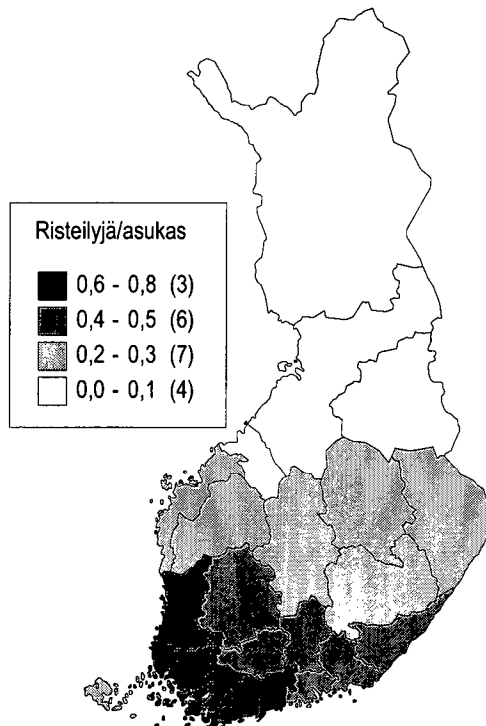 Risteilyjä/asukas
0,6 - 0,8 (3)
0,4 - 0,5 (6)
0,2 - 0,3 (7)
0,0 - 0,1 (4)